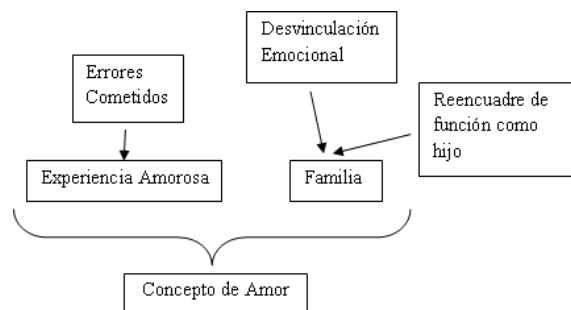 Desvinculación
Emocional
Errores
Cometidos
Reencuadre de
función como
hijo
Experiencia Amorosa
Familia
Concepto de Amor